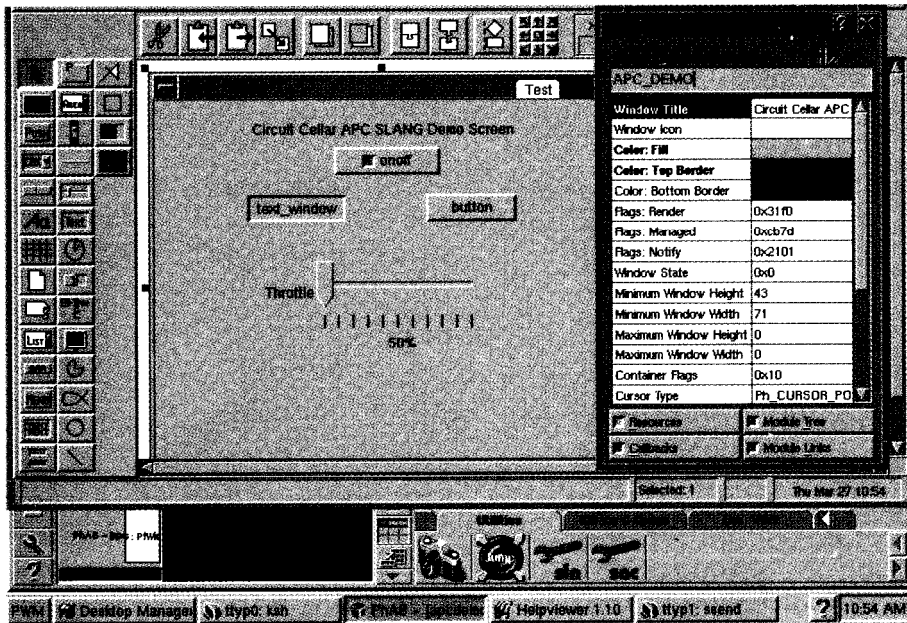 Test
Circuit Cellar APC SLANG Demo Screen
onoff
text_window
button
Throttle
50%
APC_DEMO
Window Title Circuit Cellar APC
Window Icon
Color: Fill
Color: Top Border
Color: Bottom Border
Flags: Render 0x31f0
Flags: Managed 0xcb7d
Flags: Notify 0x2101
Window State 0x0
Minimum Window Height 43
Minimum Window Width 71
Maximum Window Height 0
Maximum Window Width 0
Container Flags 0x10
Cursor Type Ph_CURSOR_PO
Resources Module Tree
Callbacks Module Links
Text
List
Selected: 1
Thu Mar 27 10:54
Utilities
PWM Desktop Manager ttyp0: ksh PhAB - Helpviewer 1.10 ttyp1: ssend ? 10:54 AM